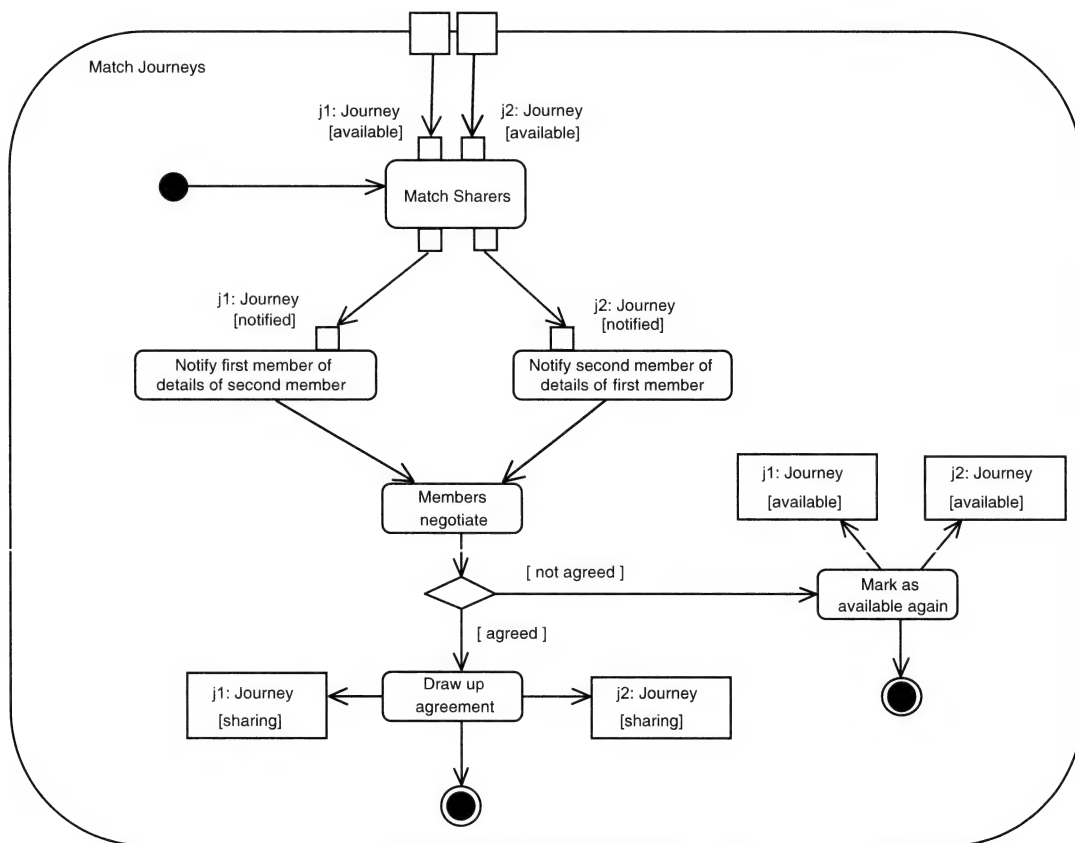 Match Journeys
j1: Journey
[available]
j2: Journey
[available]
Match Sharers
j1: Journey
[notified]
j2: Journey
[notified]
Notify first member of
details of second member
Notify second member of
details of first member
Members
negotiate
j1: Journey
[available]
j2: Journey
[available]
[ not agreed ]
Mark as
available again
[ agreed ]
j1: Journey
[sharing]
Draw up
agreement
j2: Journey
[sharing]